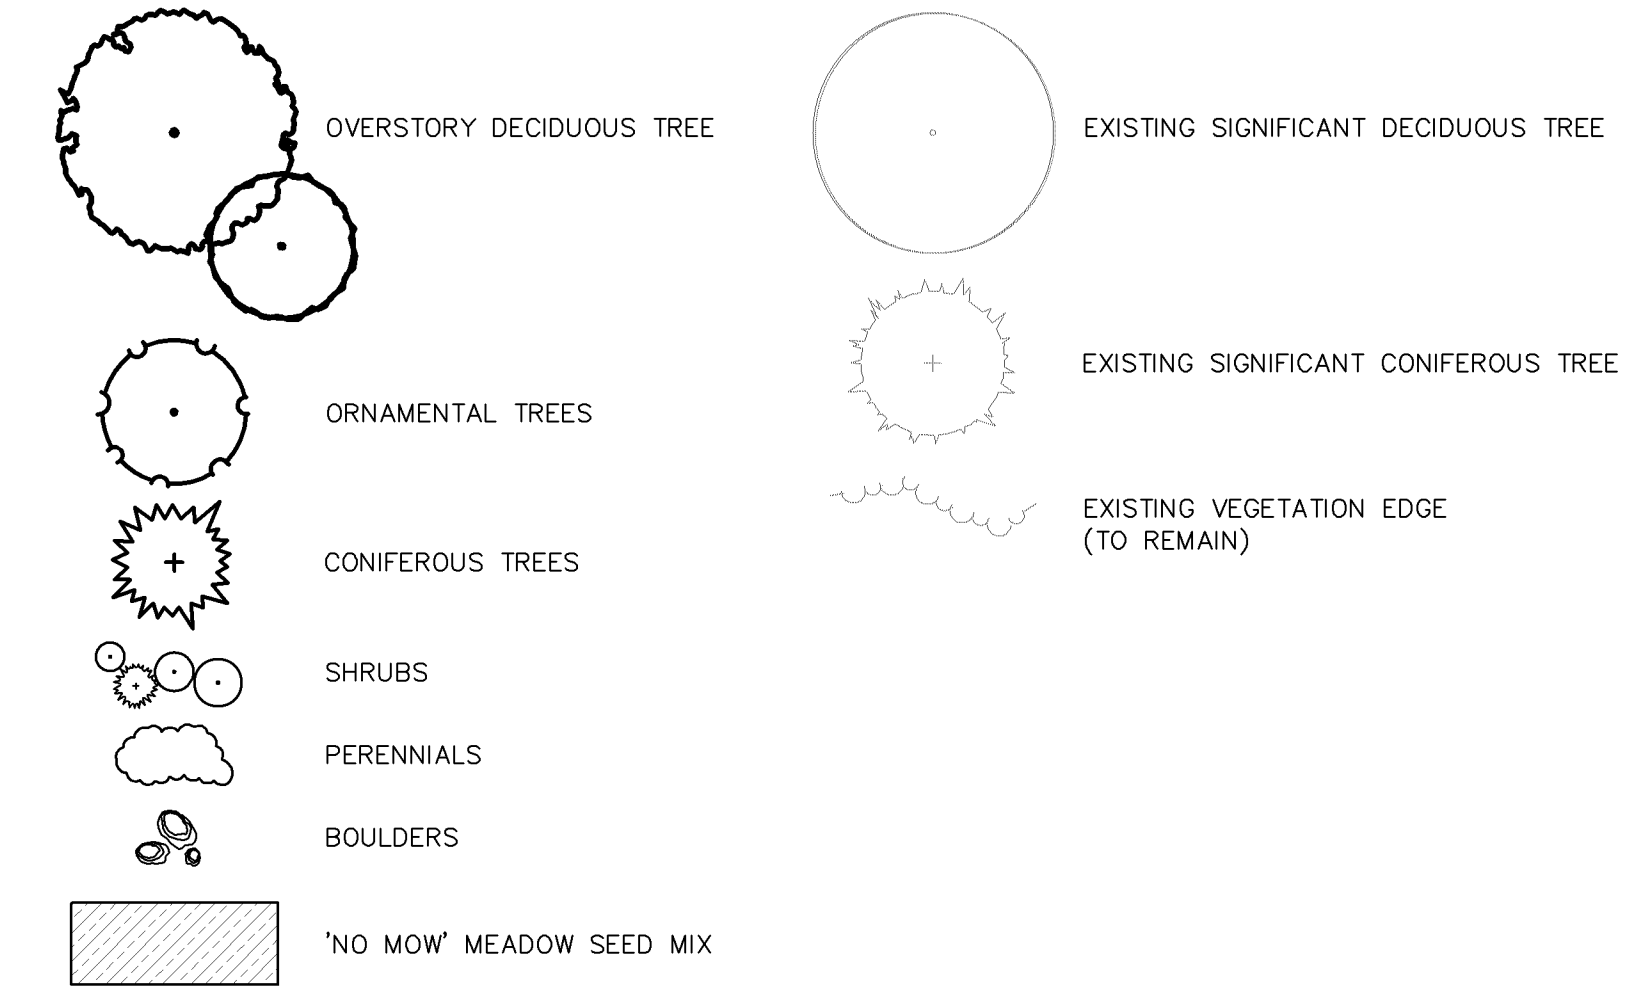 OVERSTORY DECIDUOUS TREE
ORNAMENTAL TREES
CONIFEROUS TREES
SHRUBS
PERENNIALS
BOULDERS
'NO MOW' MEADOW SEED MIX
EXISTING SIGNIFICANT DECIDUOUS TREE
EXISTING SIGNIFICANT CONIFEROUS TREE
EXISTING VEGETATION EDGE
(TO REMAIN)